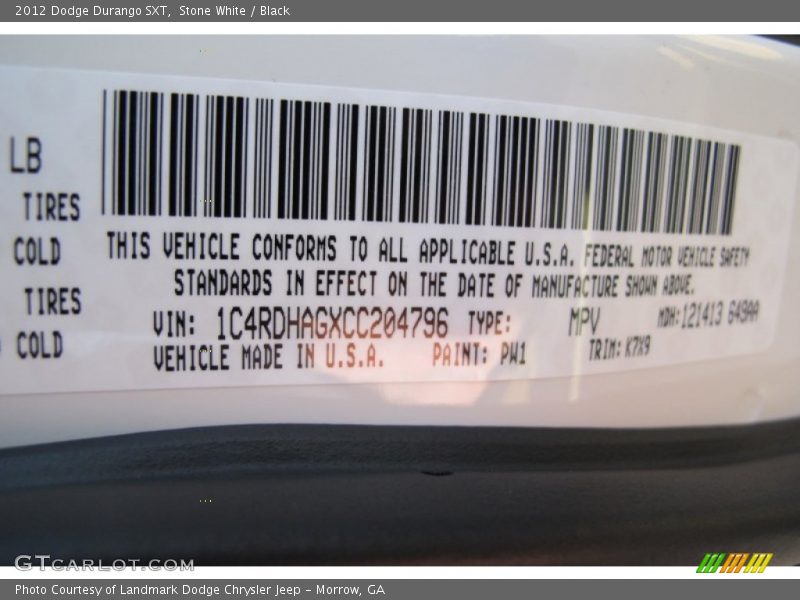 2012 Dodge Durango SXT, Stone White / Black
LB
TIRES
COLD
TIRES
COLD
THIS VEHICLE CONFORMS TO ALL APPLICABLE U.S.A. FEDERAL MOTOR VEHICLE SAFETY
STANDARDS IN EFFECT ON THE DATE OF MANUFACTURE SHOWN ABOVE.
VIN: 1C4RDHAGXCC204796 TYPE: MPV MDH: 121413
VEHICLE MADE IN U.S.A. PAINT: PW1 TRIM: K7X9
GTCARLOT.COM
Photo Courtesy of Landmark Dodge Chrysler Jeep – Morrow, GA